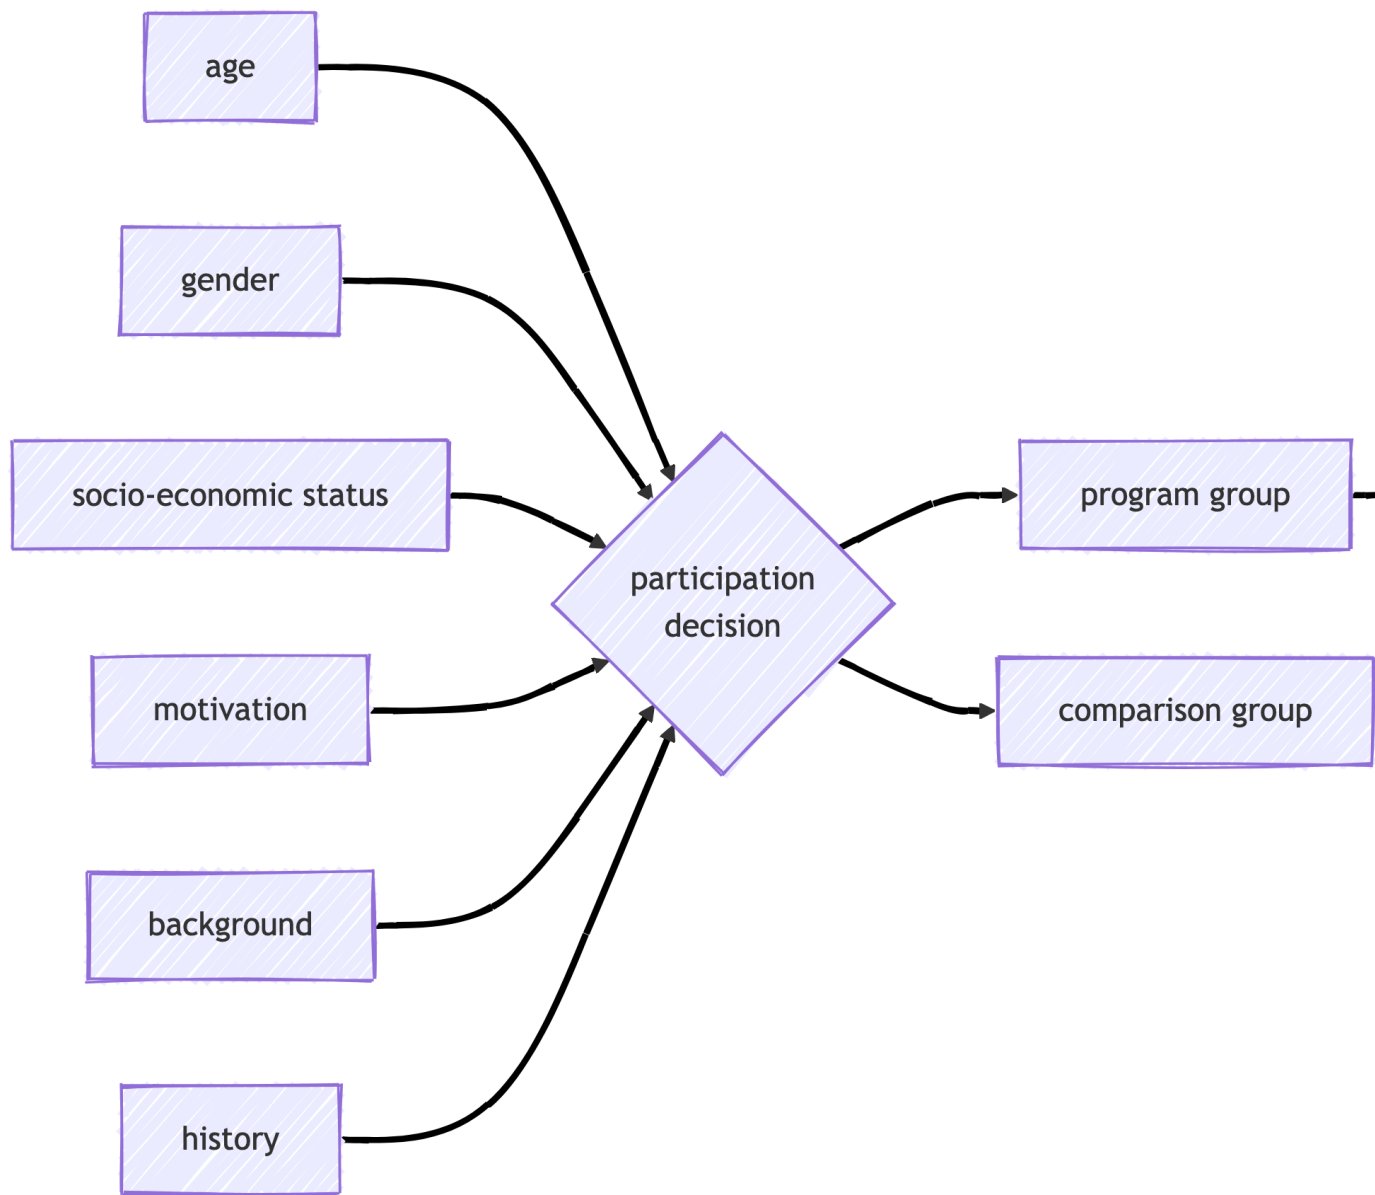 age
gender
socio-economic status
participation
decision
program group
motivation
comparison group
background
history